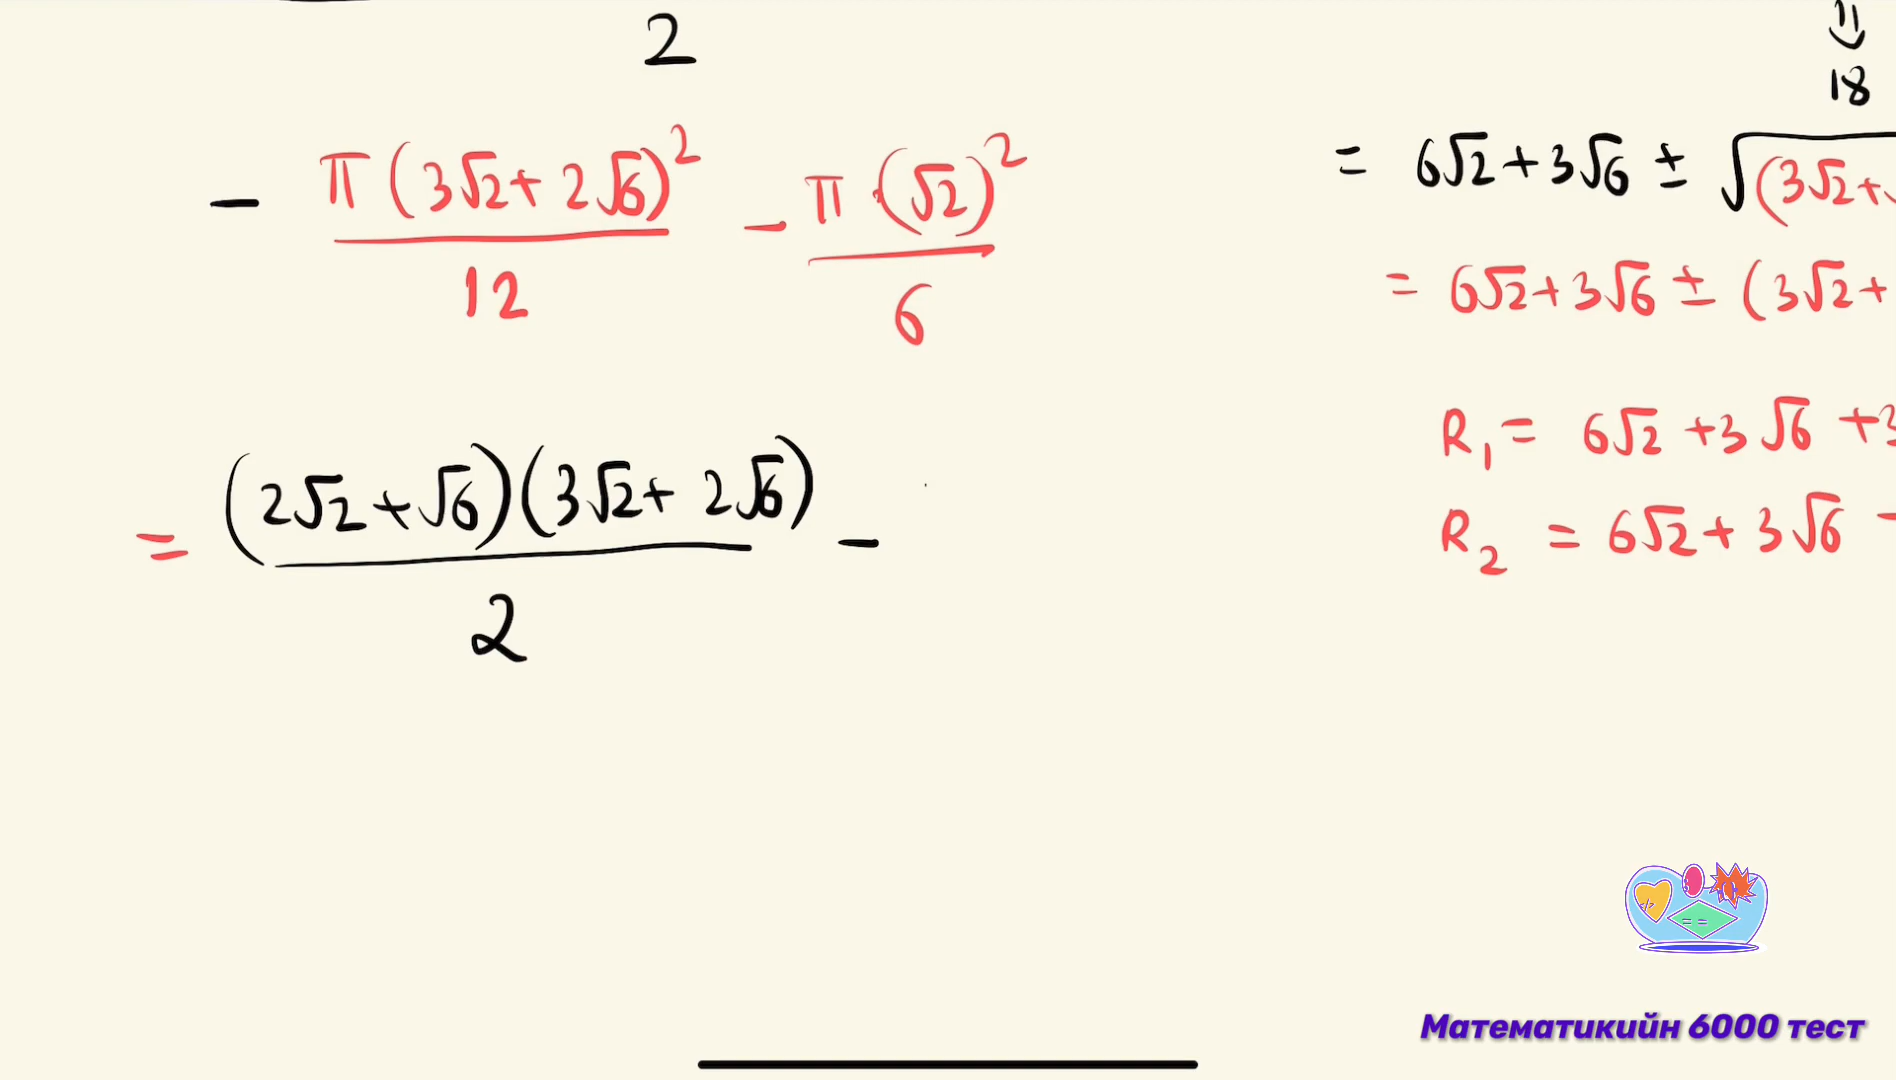 2
- π(3√2+2√6)²/12 - π·(√2)²/6
= (2√2+√6)(3√2+2√6)/2 -
11
18
= 6√2+3√6 ± √(3√2+
= 6√2+3√6 ± (3√2+
R₁= 6√2+3√6+3
R₂ = 6√2+3√6 -
</> = =
Математикийн 6000 тест